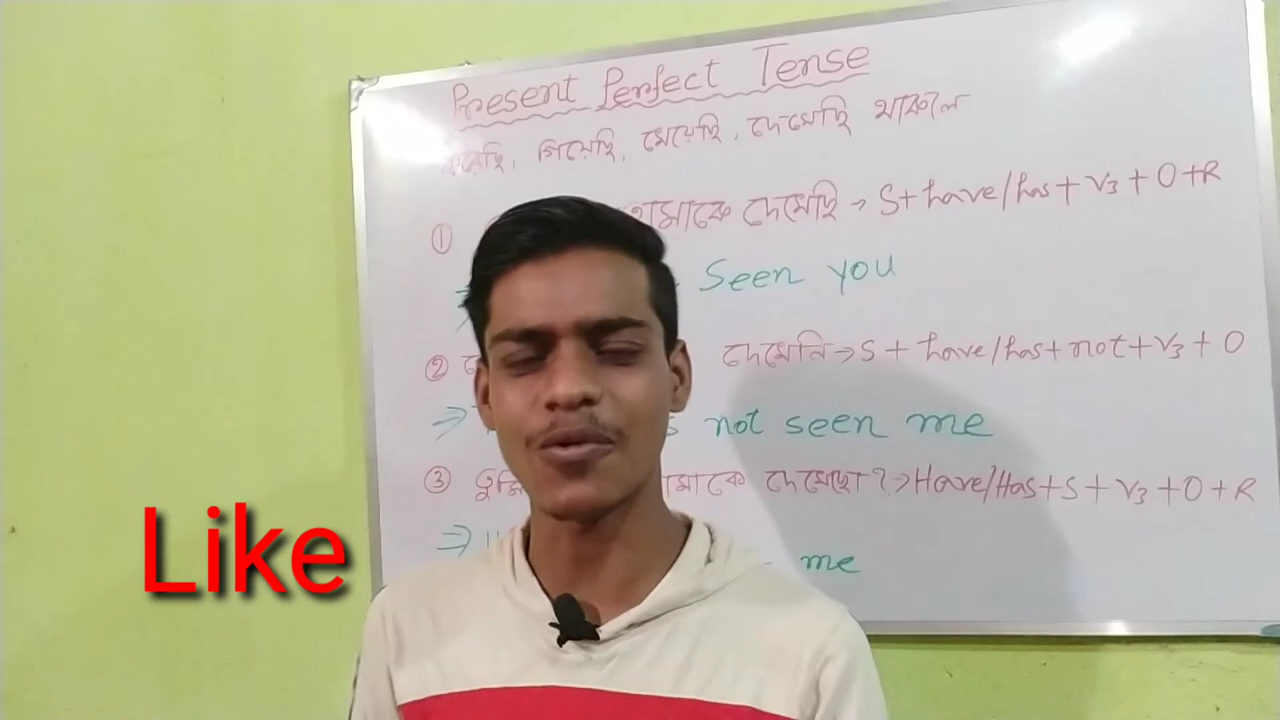 Present Perfect Tense
করেছি, গিয়েছি, খেয়েছি, দেখেছি থাকলে
① তোমাকে দেখেছি → S+have/has+V3+O+R
Seen you
② দেখেনি → S+have/has+not+V3+O
⇒ not seen me
③ তুমি আমাকে দেখেছো? → Have/Has+S+V3+O+R
⇒ me
Like